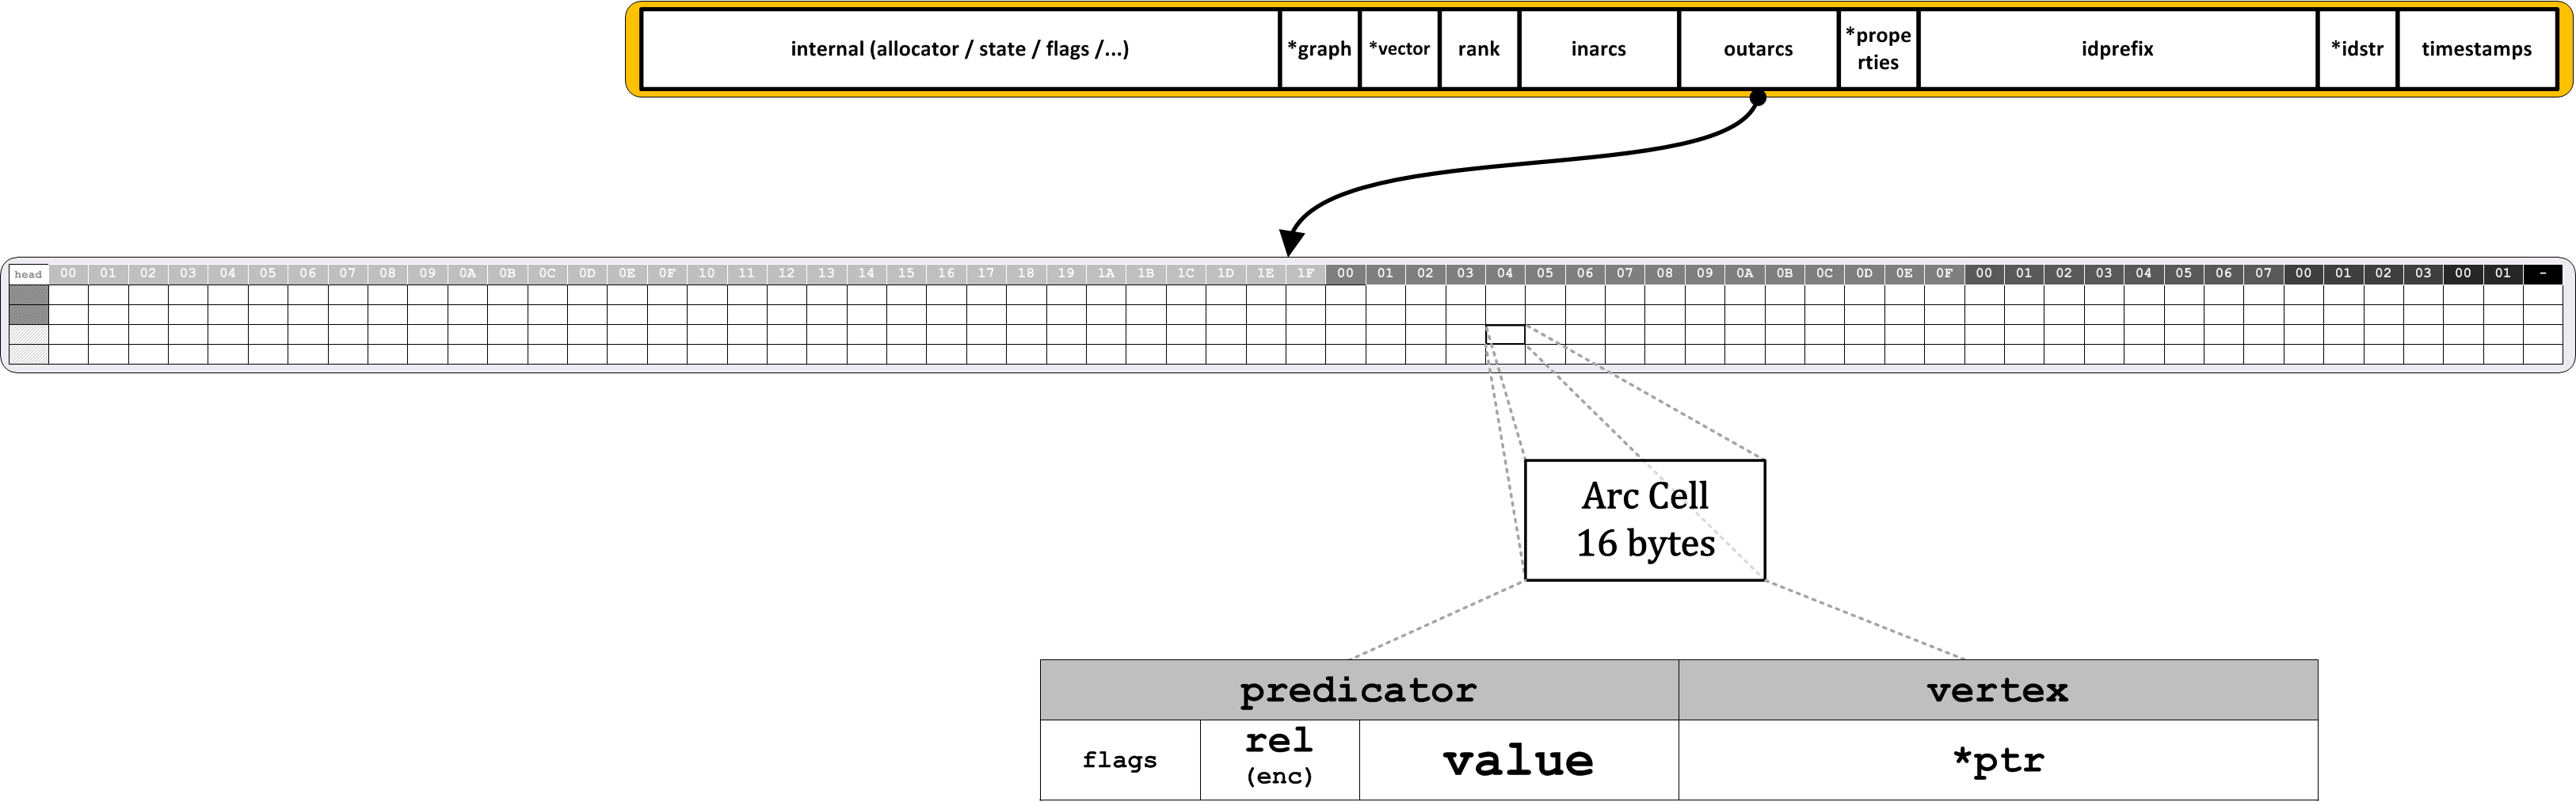 internal (allocator / state / flags /...) *graph *vector rank inarcs outarcs *prope idprefix *idstr timestamps
rties
head 00 01 02 03 04 05 06 07 08 09 0A 0B 0C 0D 0E 0F 10 11 12 13 14 15 16 17 18 19 1A 1B 1C 1D 1E 1F 00 01 02 03 04 05 06 07 08 09 0A 0B 0C 0D 0E 0F 00 01 02 03 04 05 06 07 00 01 02 03 00 01 -
Arc Cell
16 bytes
predicator vertex
flags rel value *ptr
(enc)